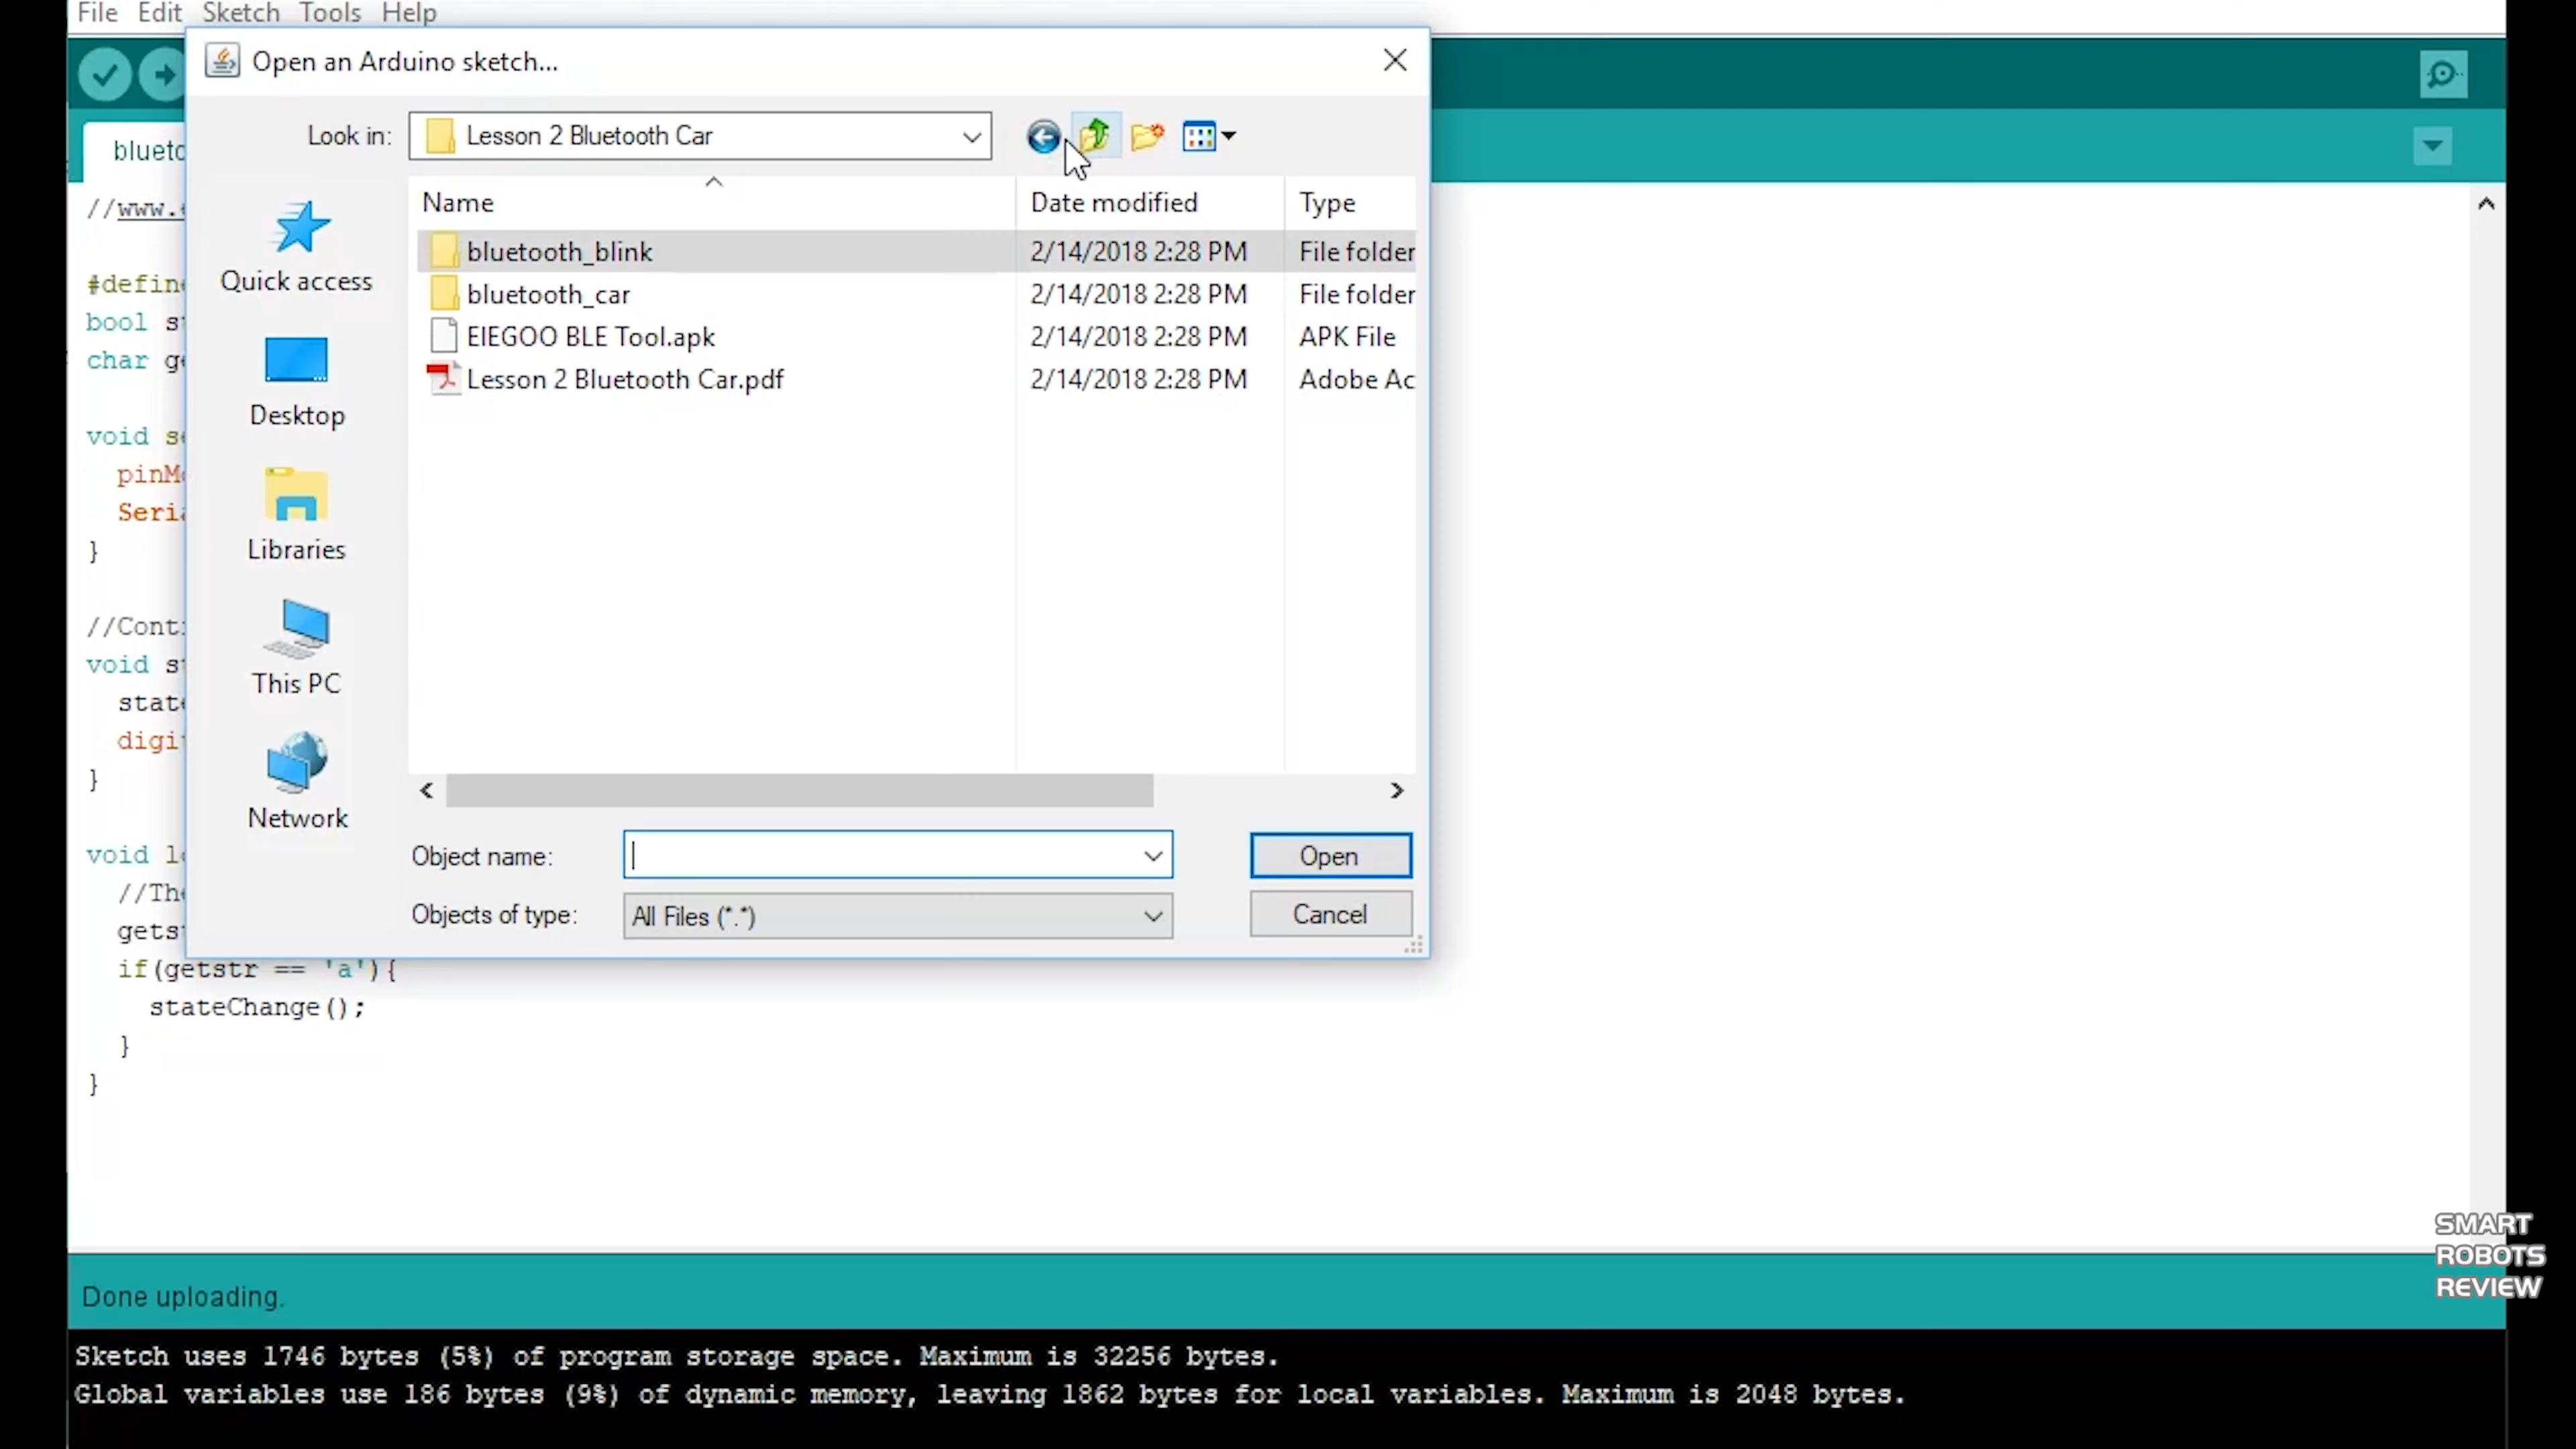 File Edit Sketch Tools Help
Open an Arduino sketch...
Look in: Lesson 2 Bluetooth Car
Name Date modified Type
bluetooth_blink 2/14/2018 2:28 PM File folder
bluetooth_car 2/14/2018 2:28 PM File folder
EIEGOO BLE Tool.apk 2/14/2018 2:28 PM APK File
Lesson 2 Bluetooth Car.pdf 2/14/2018 2:28 PM Adobe Ac
Quick access
Desktop
Libraries
This PC
Network
Object name:
Open
Objects of type: All Files (*.*)
Cancel
bluetc
//www.
#define
bool s
char ge
void se
pinM
Seria
}
//Cont
void s
state
digi
}
void l
//The
gets
if(getstr == 'a'){
stateChange();
}
}
Done uploading.
Sketch uses 1746 bytes (5%) of program storage space. Maximum is 32256 bytes.
Global variables use 186 bytes (9%) of dynamic memory, leaving 1862 bytes for local variables. Maximum is 2048 bytes.
SMART
ROBOTS
REVIEW